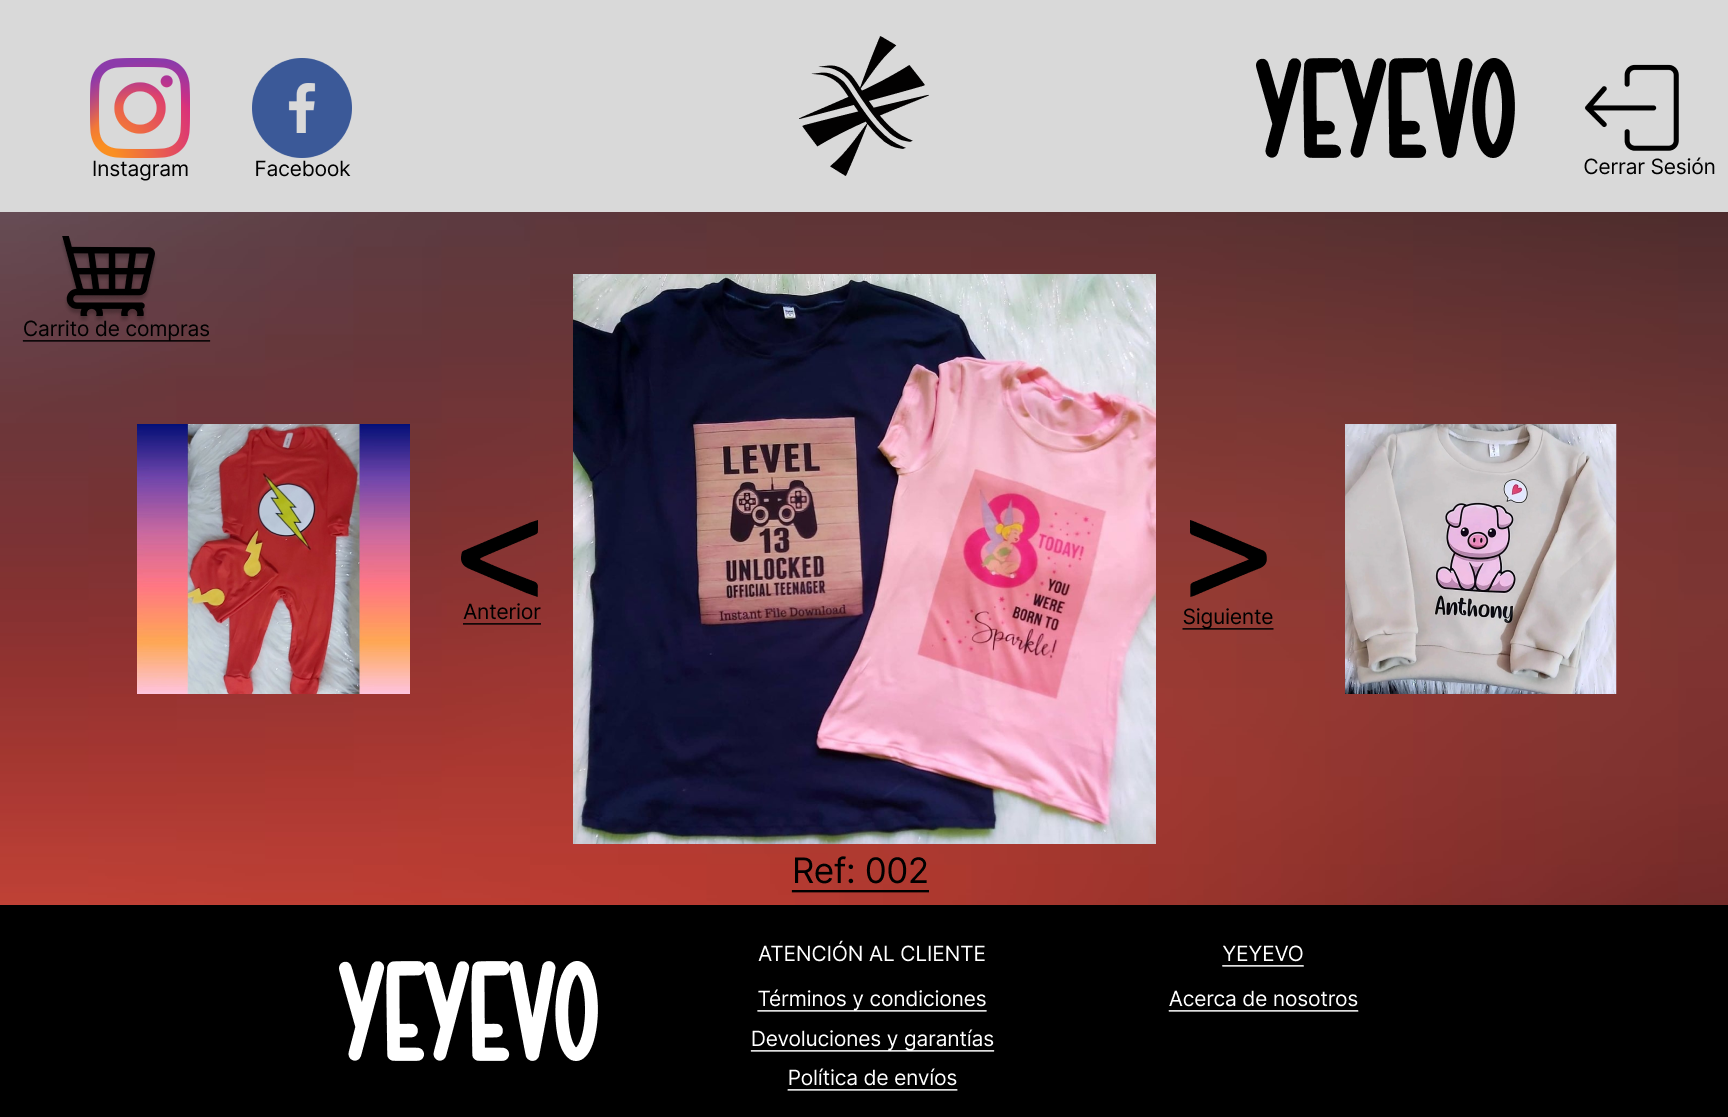 Instagram
Facebook
YEYEVO
Cerrar Sesión
Carrito de compras
LEVEL
13
UNLOCKED
OFFICIAL TEENAGER
Instant File Download
8
TODAY!
YOU
WERE
BORN TO
Sparkle!
<
Anterior
>
Siguiente
Anthony
Ref: 002
YEYEVO
ATENCIÓN AL CLIENTE
Términos y condiciones
Devoluciones y garantías
Política de envíos
YEYEVO
Acerca de nosotros